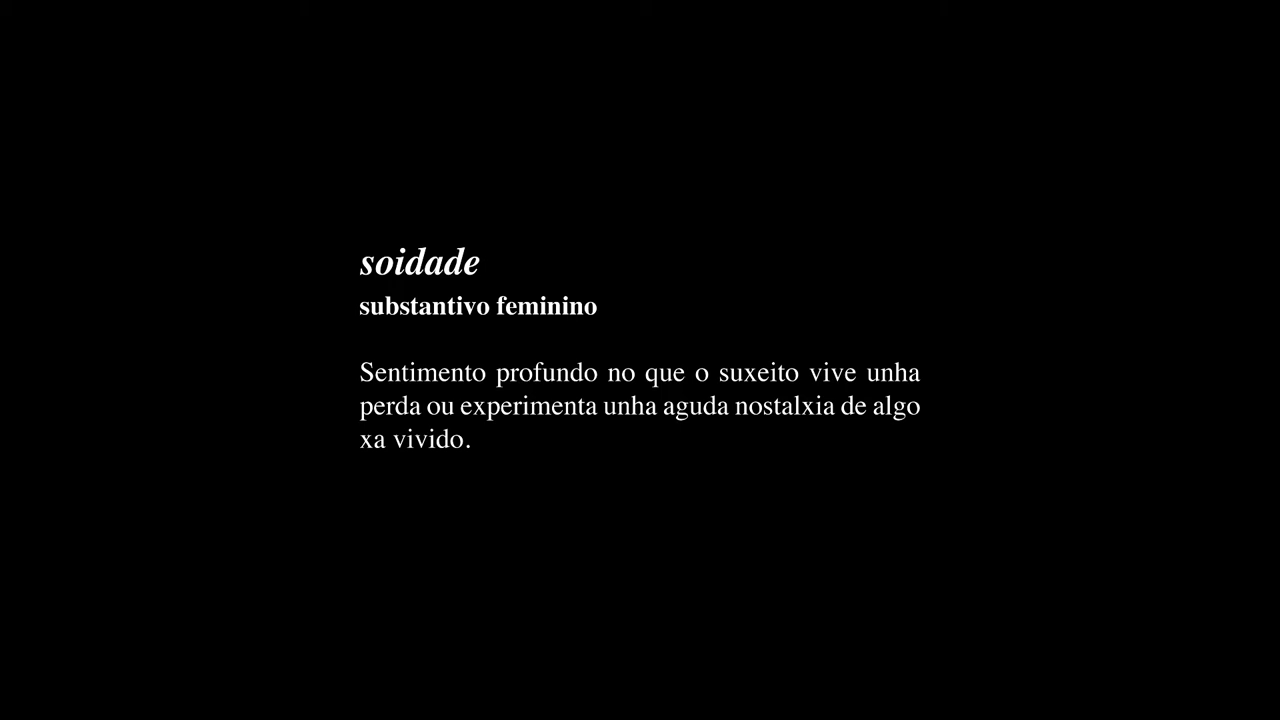 soidade
substantivo feminino
Sentimento profundo no que o suxeito vive unha
perda ou experimenta unha aguda nostalxia de algo
xa vivido.